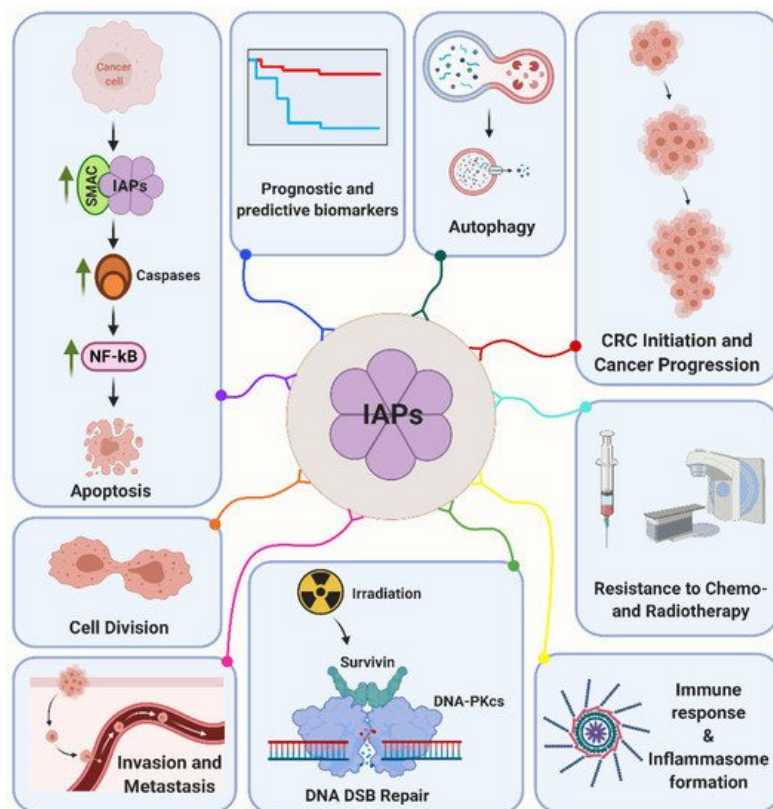 Cancer
cell
SMAC
IAPs
Caspases
NF-kB
Apoptosis
Prognostic and
predictive biomarkers
Autophagy
CRC Initiation and
Cancer Progression
IAPs
Resistance to Chemo-
and Radiotherapy
Cell Division
Invasion and
Metastasis
Irradiation
Survivin
DNA-PKcs
DNA DSB Repair
Immune
response
&
Inflammasome
formation